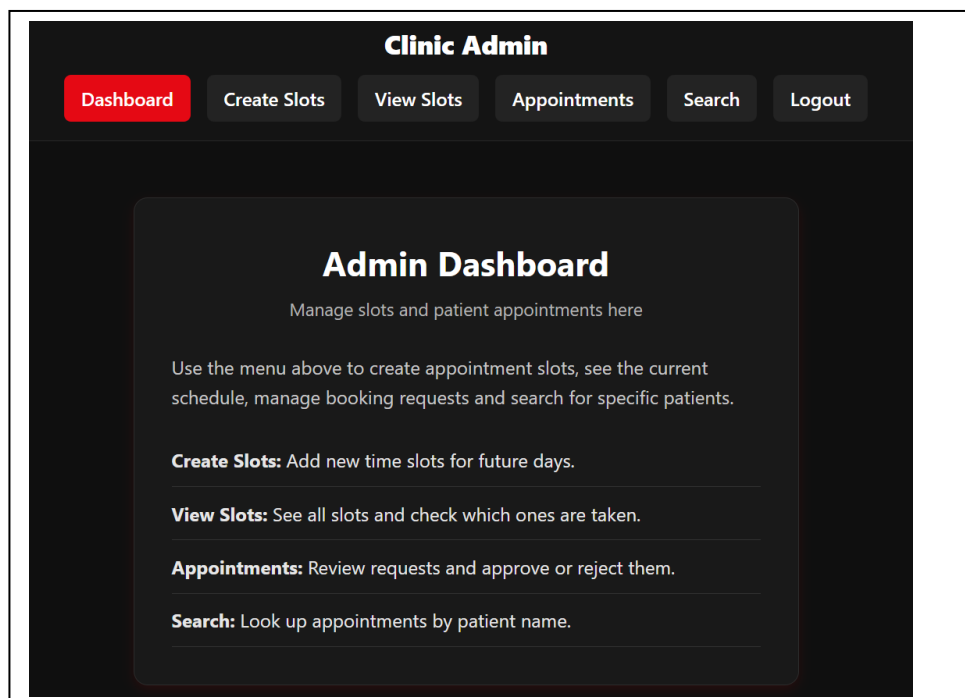 Clinic Admin
Dashboard Create Slots View Slots Appointments Search Logout
Admin Dashboard
Manage slots and patient appointments here
Use the menu above to create appointment slots, see the current
schedule, manage booking requests and search for specific patients.
Create Slots: Add new time slots for future days.
View Slots: See all slots and check which ones are taken.
Appointments: Review requests and approve or reject them.
Search: Look up appointments by patient name.